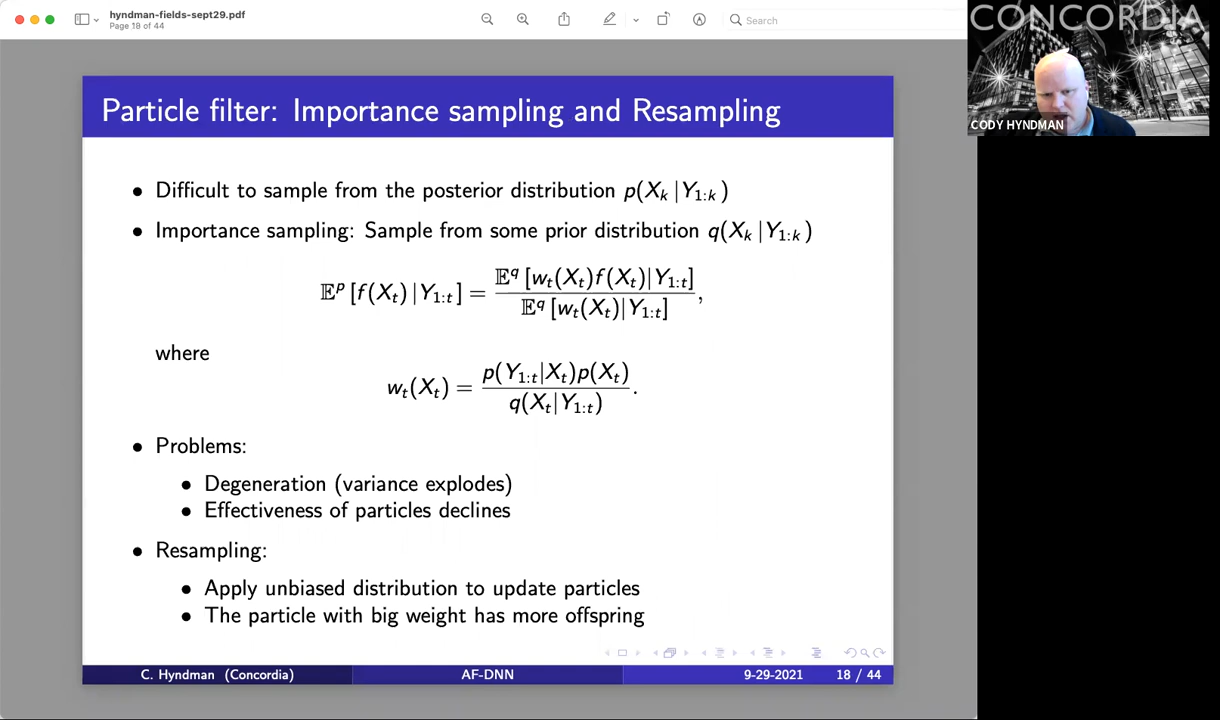 hyndman-fields-sept29.pdf
Page 18 of 44
Search
CONCORDIA
CODY HYNDMAN
Particle filter: Importance sampling and Resampling
• Difficult to sample from the posterior distribution p(X_k|Y_{1:k})
• Importance sampling: Sample from some prior distribution q(X_k|Y_{1:k})
𝔼^p [f(X_t)|Y_{1:t}] = 𝔼^q [w_t(X_t)f(X_t)|Y_{1:t}] / 𝔼^q [w_t(X_t)|Y_{1:t}],
where
w_t(X_t) = p(Y_{1:t}|X_t)p(X_t) / q(X_t|Y_{1:t}).
• Problems:
• Degeneration (variance explodes)
• Effectiveness of particles declines
• Resampling:
• Apply unbiased distribution to update particles
• The particle with big weight has more offspring
C. Hyndman (Concordia) AF-DNN 9-29-2021 18 / 44